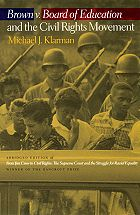 Brown v. Board of Education
and the Civil Rights Movement
Michael J. Klarman
ABRIDGED EDITION of
From Jim Crow to Civil Rights: The Supreme Court and the Struggle for Racial Equality
WINNER OF THE BANCROFT PRIZE